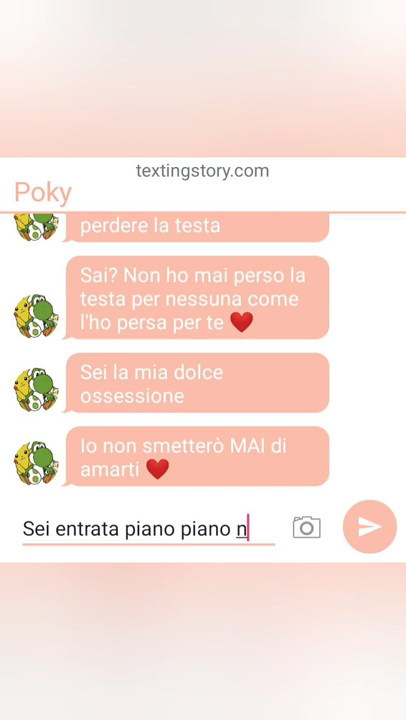 textingstory.com
Poky
perdere la testa
Sai? Non ho mai perso la
testa per nessuna come
l'ho persa per te ❤️
Sei la mia dolce
ossessione
Io non smetterò MAI di
amarti ❤️
Sei entrata piano piano n